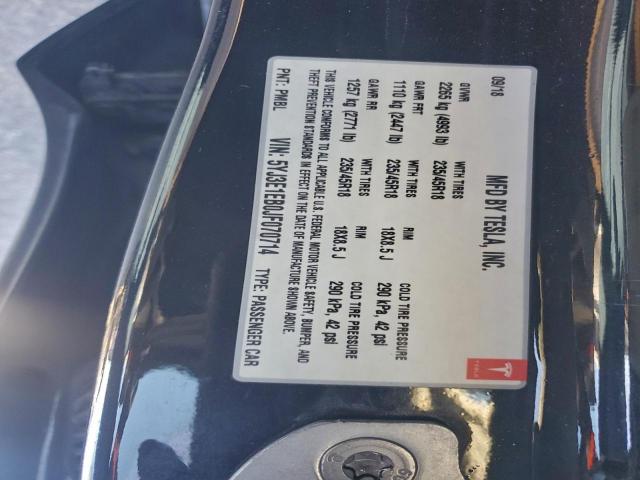 MFD BY TESLA, INC.
09/18
GVWR
2265 kg (4993 lb) WITH TIRES 235/45R18
GAWR FRT WITH TIRES RIM COLD TIRE PRESSURE
1110 kg (2447 lb) 235/45R18 18X8.5 J 290 kPa, 42 psi
GAWR RR WITH TIRES RIM COLD TIRE PRESSURE
1257 kg (2771 lb) 235/45R18 18X8.5 J 290 kPa, 42 psi
THIS VEHICLE CONFORMS TO ALL APPLICABLE U.S. FEDERAL MOTOR VEHICLE SAFETY, BUMPER, AND
THEFT PREVENTION STANDARDS IN EFFECT ON THE DATE OF MANUFACTURE SHOWN ABOVE.
PNT: PMBL VIN: 5YJ3E1EB0JF070714 TYPE: PASSENGER CAR
TESLA